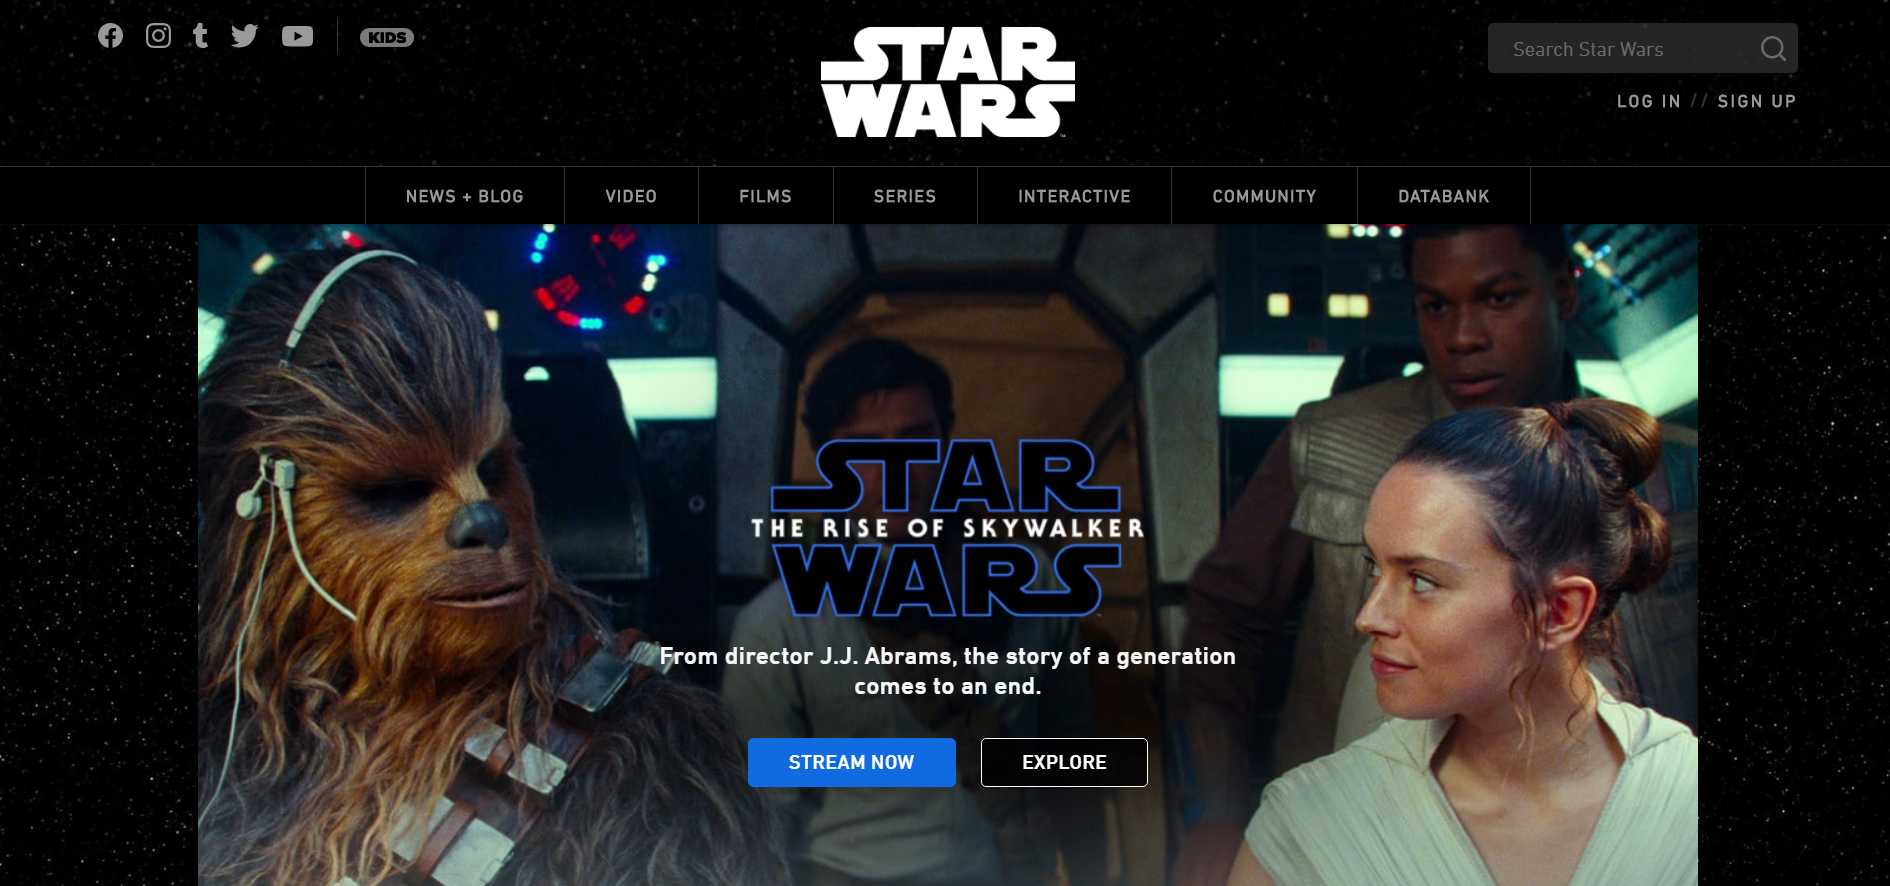 KIDS
STAR
WARS
Search Star Wars
LOG IN // SIGN UP
NEWS + BLOG
VIDEO
FILMS
SERIES
INTERACTIVE
COMMUNITY
DATABANK
STAR
THE RISE OF SKYWALKER
WARS
From director J.J. Abrams, the story of a generation
comes to an end.
STREAM NOW
EXPLORE